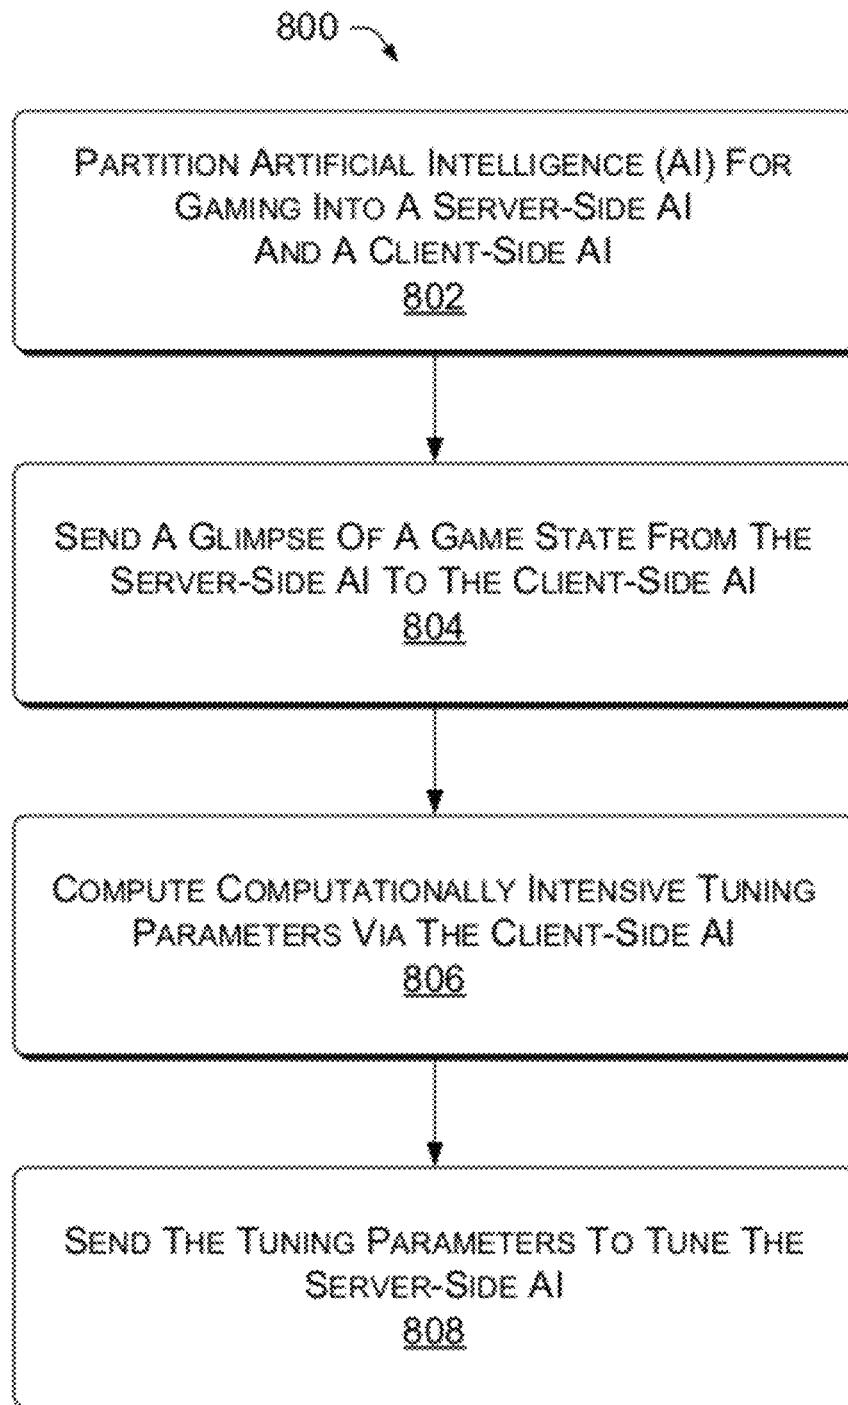 800
PARTITION ARTIFICIAL INTELLIGENCE (AI) FOR
GAMING INTO A SERVER-SIDE AI
AND A CLIENT-SIDE AI
802
SEND A GLIMPSE OF A GAME STATE FROM THE
SERVER-SIDE AI TO THE CLIENT-SIDE AI
804
COMPUTE COMPUTATIONALLY INTENSIVE TUNING
PARAMETERS VIA THE CLIENT-SIDE AI
806
SEND THE TUNING PARAMETERS TO TUNE THE
SERVER-SIDE AI
808